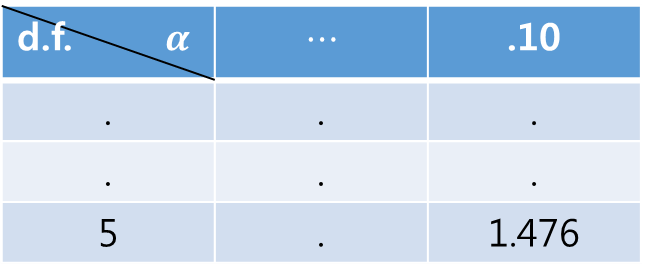 d.f. α ⋯ .10
. . .
. . .
5 . 1.476